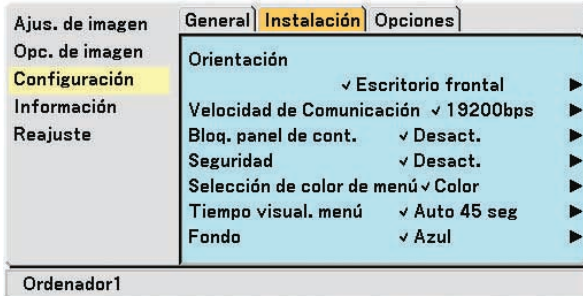 Ajus. de imagen
Opc. de imagen
Configuración
Información
Reajuste
General Instalación Opciones
Orientación
✓ Escritorio frontal ▶
Velocidad de Comunicación ✓ 19200bps ▶
Bloq. panel de cont. ✓ Desact. ▶
Seguridad ✓ Desact. ▶
Selección de color de menú ✓ Color ▶
Tiempo visual. menú ✓ Auto 45 seg ▶
Fondo ✓ Azul ▶
Ordenador1